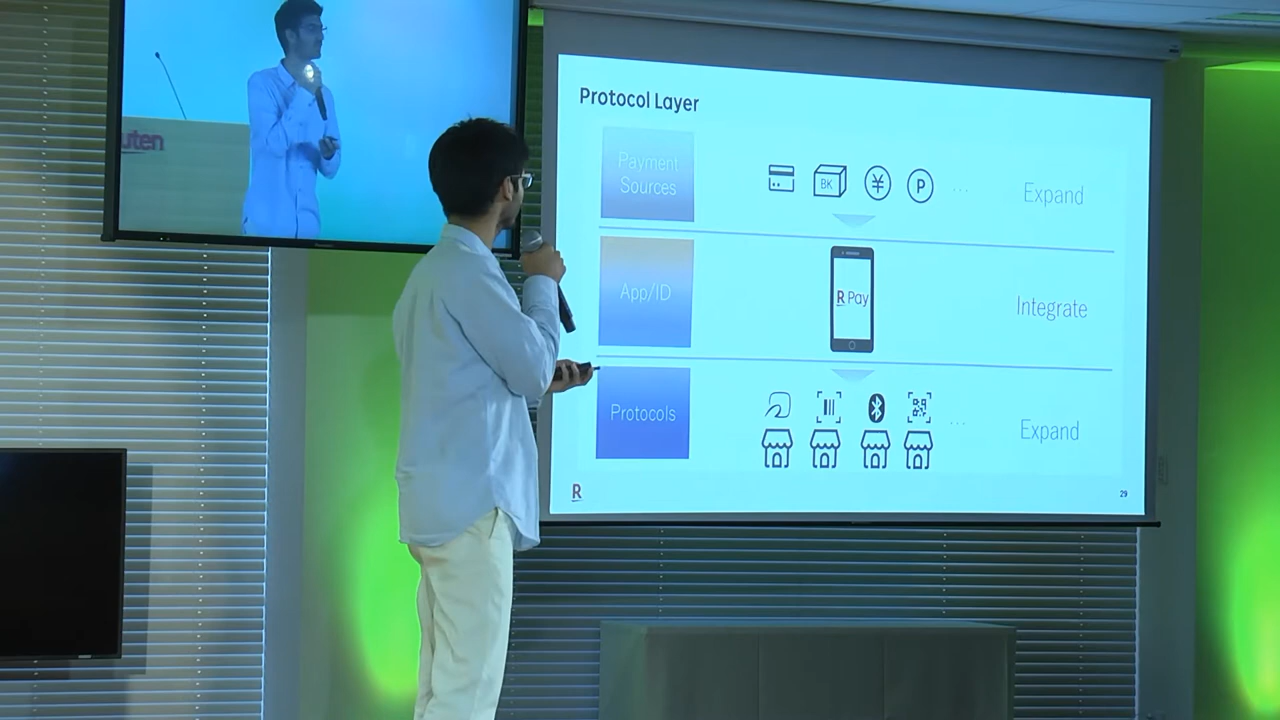 uten
Protocol Layer
Payment
Sources
BK
¥
P
...
Expand
App/ID
R Pay
Integrate
Protocols
...
Expand
R
29